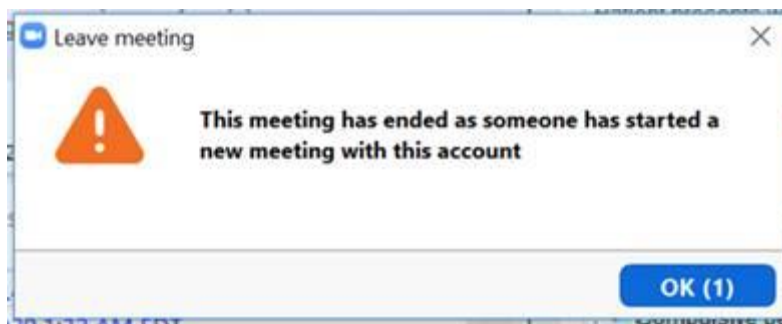 Leave meeting
This meeting has ended as someone has started a
new meeting with this account
OK (1)